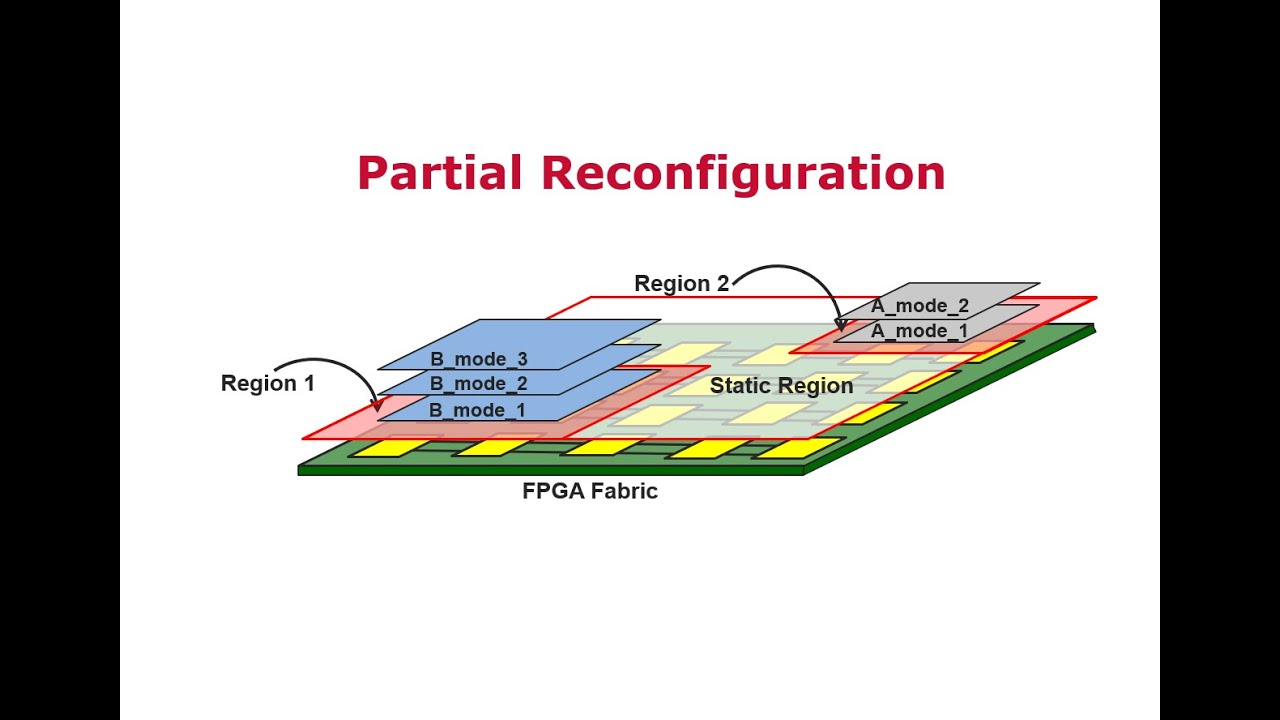 Partial Reconfiguration
Region 2
A_mode_2
A_mode_1
B_mode_3
B_mode_2
B_mode_1
Region 1
Static Region
FPGA Fabric